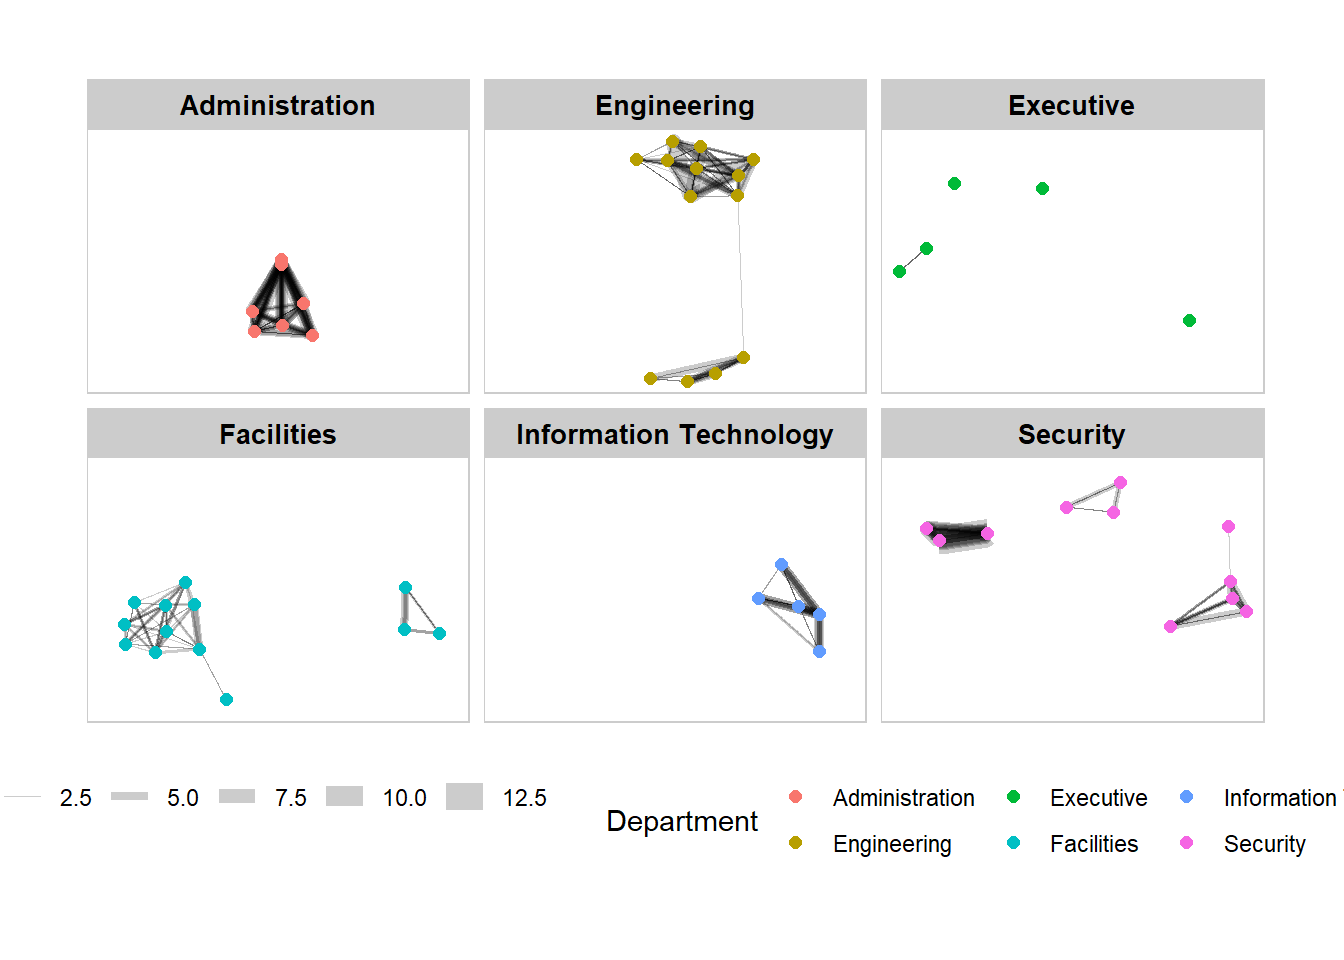 Administration
Engineering
Executive
Facilities
Information Technology
Security
2.5 5.0 7.5 10.0 12.5
Department
Administration Executive Information
Engineering Facilities Security